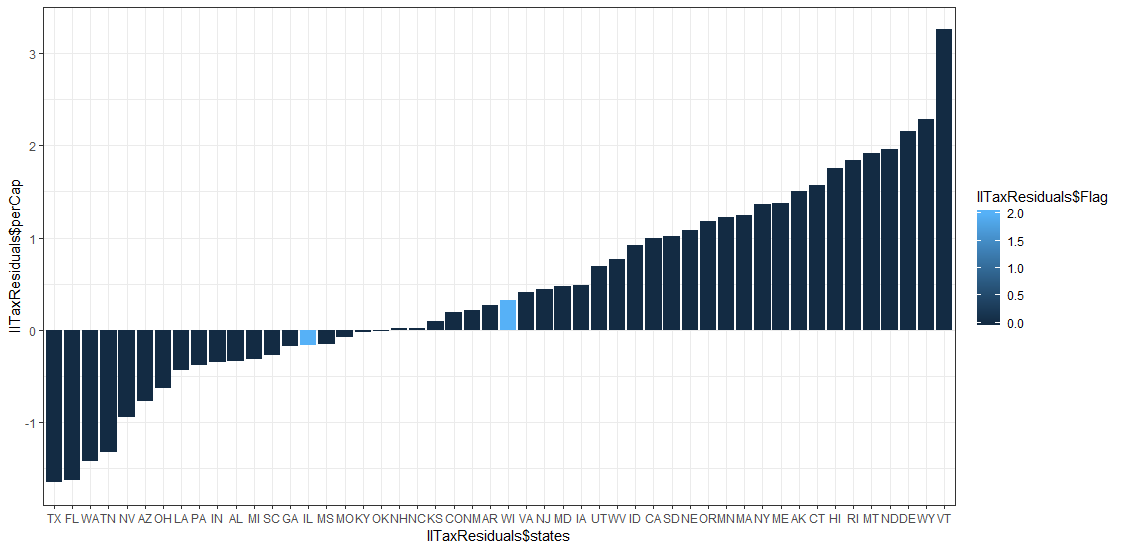 3
2
1
0
-1
llTaxResiduals$perCap
TX FL WA TN NV AZ OH LA PA IN AL MI SC GA IL MS MO KY OK NH NC KS CO NM AR WI VA NJ MD IA UT WV ID CA SD NE OR MN MA NY ME AK CT HI RI MT ND DE WY VT
llTaxResiduals$states
llTaxResiduals$Flag
2.0
1.5
1.0
0.5
0.0